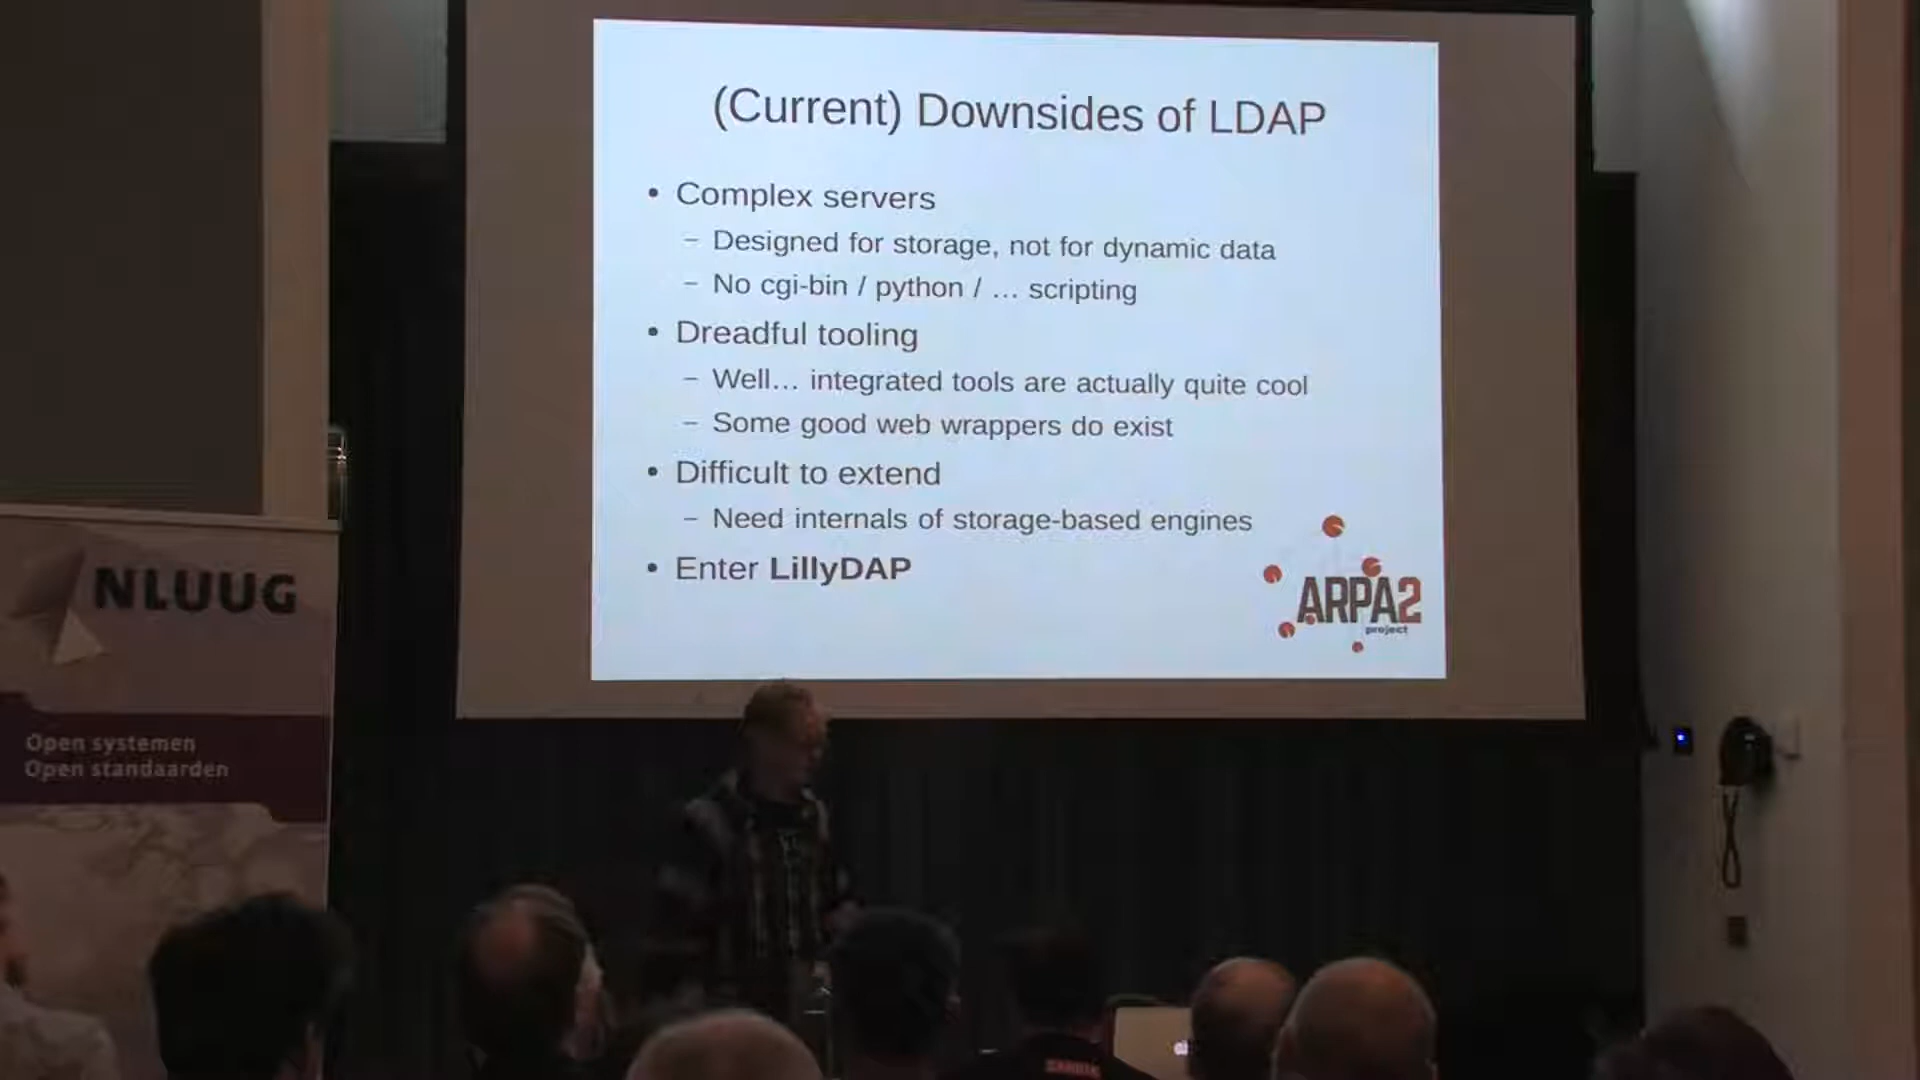 (Current) Downsides of LDAP
• Complex servers
– Designed for storage, not for dynamic data
– No cgi-bin / python / … scripting
• Dreadful tooling
– Well… integrated tools are actually quite cool
– Some good web wrappers do exist
• Difficult to extend
– Need internals of storage-based engines
• Enter LillyDAP
ARPA2
project
NLUUG
Open systemen
Open standaarden